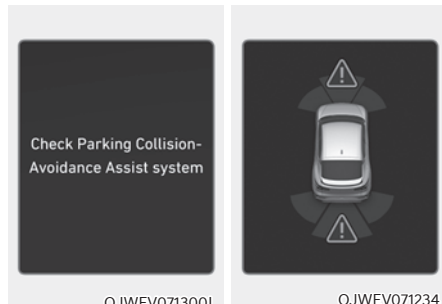 Check Parking Collision-
Avoidance Assist system
OJWEV071300L
OJWEV071234